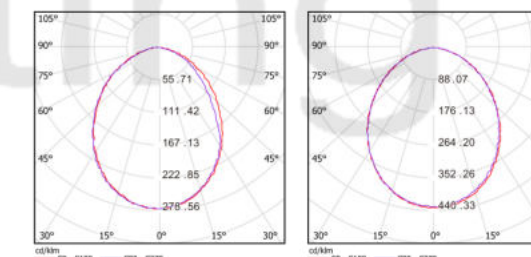 105° 105°
90° 90°
75° 55 .71 75°
111 .42
60° 60°
167 .13
45° 222 .85 45°
278 .56
30° 15° 0° 15° 30°
cd/klm
105° 105°
90° 90°
75° 88 .07 75°
176 .13
60° 60°
264 .20
45° 352 .26 45°
440 .33
30° 15° 0° 15° 30°
cd/klm